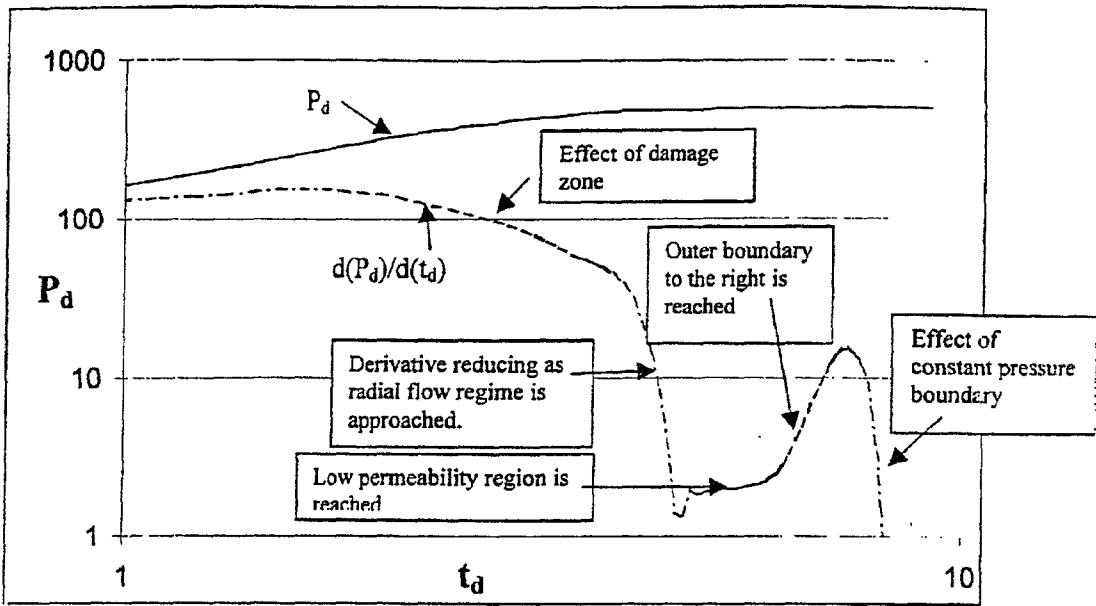 1000
P_d
Effect of damage
zone
100
d(P_d)/d(t_d)
P_d
Outer boundary
to the right is
reached
Effect of
constant pressure
boundary
Derivative reducing as
radial flow regime is
approached.
10
Low permeability region is
reached
1
1
t_d
10